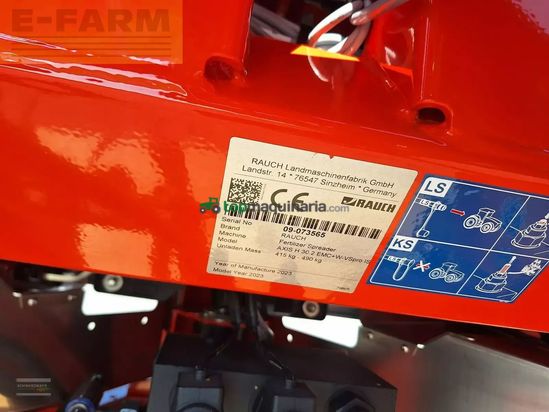 E-FARM
RAUCH Landmaschinenfabrik GmbH
Landstr. 14 * 76547 Sinzheim * Germany
CE
RAUCH
topmaquinaria.com
Serial No 09-073565
Brand RAUCH
Machine Fertilizer Spreader
Model AXIS H 30.2 EMC+W-VSpro IS
Unladen Mass 415 kg - 490 kg
Year of Manufacture 2023
Model Year 2023
LS
KS